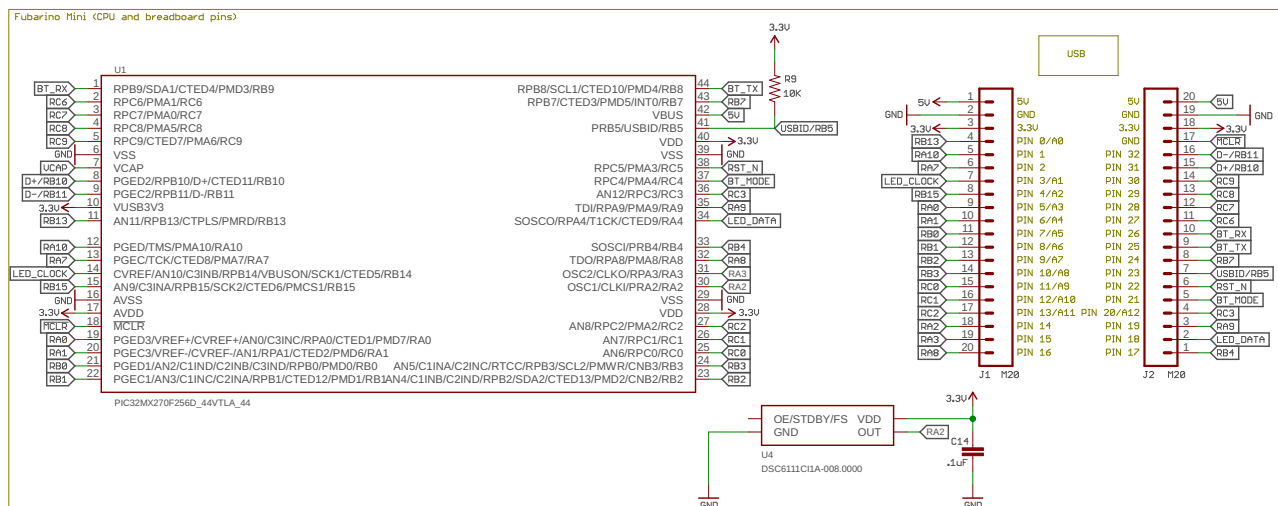 Fubarino Mini (CPU and breadboard pins)
U1
BT_RX 1 RPB9/SDA1/CTED4/PMD3/RB9
RC6 2 RPC6/PMA1/RC6
RC7 3 RPC7/PMA0/RC7
RC8 4 RPC8/PMA5/RC8
RC9 5 RPC9/CTED7/PMA6/RC9
GND 6 VSS
VCAP 7 VCAP
D+/RB10 8 PGED2/RPB10/D+/CTED11/RB10
D-/RB11 9 PGEC2/RPB11/D-/RB11
3.3V 10 VUSB3V3
RB13 11 AN11/RPB13/CTPLS/PMRD/RB13
RA10 12 PGED/TMS/PMA10/RA10
RA7 13 PGEC/TCK/CTED8/PMA7/RA7
LED_CLOCK 14 CVREF/AN10/C3INB/RPB14/VBUSON/SCK1/CTED5/RB14
RB15 15 AN9/C3INA/RPB15/SCK2/CTED6/PMCS1/RB15
GND 16 AVSS
3.3V 17 AVDD
MCLR 18 MCLR
RA0 19 PGED3/VREF+/CVREF+/AN0/C3INC/RPA0/CTED1/PMD7/RA0
RA1 20 PGEC3/VREF-/CVREF-/AN1/RPA1/CTED2/PMD6/RA1
RB0 21 PGED1/AN2/C1IND/C2INB/C3IND/RPB0/PMD0/RB0
RB1 22 PGEC1/AN3/C1INC/C2INA/RPB1/CTED12/PMD1/RB1
RPB8/SCL1/CTED10/PMD4/RB8 44 BT_TX
RPB7/CTED3/PMD5/INT0/RB7 43 RB7
VBUS 42 5V
PRB5/USBID/RB5 41 USBID/RB5
VDD 40 3.3V
VSS 39 GND
RPC5/PMA3/RC5 38 RST_N
RPC4/PMA4/RC4 37 BT_MODE
AN12/RPC3/RC3 36 RC3
TDI/RPA9/PMA9/RA9 35 RA9
SOSCO/RPA4/T1CK/CTED9/RA4 34 LED_DATA
SOSCI/PRB4/RB4 33 RB4
TDO/RPA8/PMA8/RA8 32 RA8
OSC2/CLKO/RPA3/RA3 31 RA3
OSC1/CLKI/PRA2/RA2 30 RA2
VSS 29 GND
VDD 28 3.3V
AN8/RPC2/PMA2/RC2 27 RC2
AN7/RPC1/RC1 26 RC1
AN6/RPC0/RC0 25 RC0
AN5/C1INA/C2INC/RTCC/RPB3/SCL2/PMWR/CNB3/RB3 24 RB3
AN4/C1INB/C2IND/RPB2/SDA2/CTED13/PMD2/CNB2/RB2 23 RB2
PIC32MX270F256D_44VTLA_44
3.3V
R9
10K
USB
5V 1 5V
GND 2 GND
3.3V 3 3.3V
RB13 4 PIN 0/A0
RA10 5 PIN 1
RA7 6 PIN 2
LED_CLOCK 7 PIN 3/A1
RB15 8 PIN 4/A2
RA0 9 PIN 5/A3
RA1 10 PIN 6/A4
RB0 11 PIN 7/A5
RB1 12 PIN 8/A6
RB2 13 PIN 9/A7
RB3 14 PIN 10/A8
RC0 15 PIN 11/A9
RC1 16 PIN 12/A10
RC2 17 PIN 13/A11
RA2 18 PIN 14
RA3 19 PIN 15
RA8 20 PIN 16
J1 M20
5V 20 5V
GND 19 GND
3.3V 18 3.3V
GND 17 MCLR
PIN 32 16 D-/RB11
PIN 31 15 D+/RB10
PIN 30 14 RC9
PIN 29 13 RC8
PIN 28 12 RC7
PIN 27 11 RC6
PIN 26 10 BT_RX
PIN 25 9 BT_TX
PIN 24 8 RB7
PIN 23 7 USBID/RB5
PIN 22 6 RST_N
PIN 21 5 BT_MODE
PIN 20/A12 4 RC3
PIN 19 3 RA9
PIN 18 2 LED_DATA
PIN 17 1 RB4
J2 M20
3.3V
OE/STDBY/FS VDD
GND OUT RA2
U4
DSC6111CI1A-008.0000
C14
.1uF
GND
GND